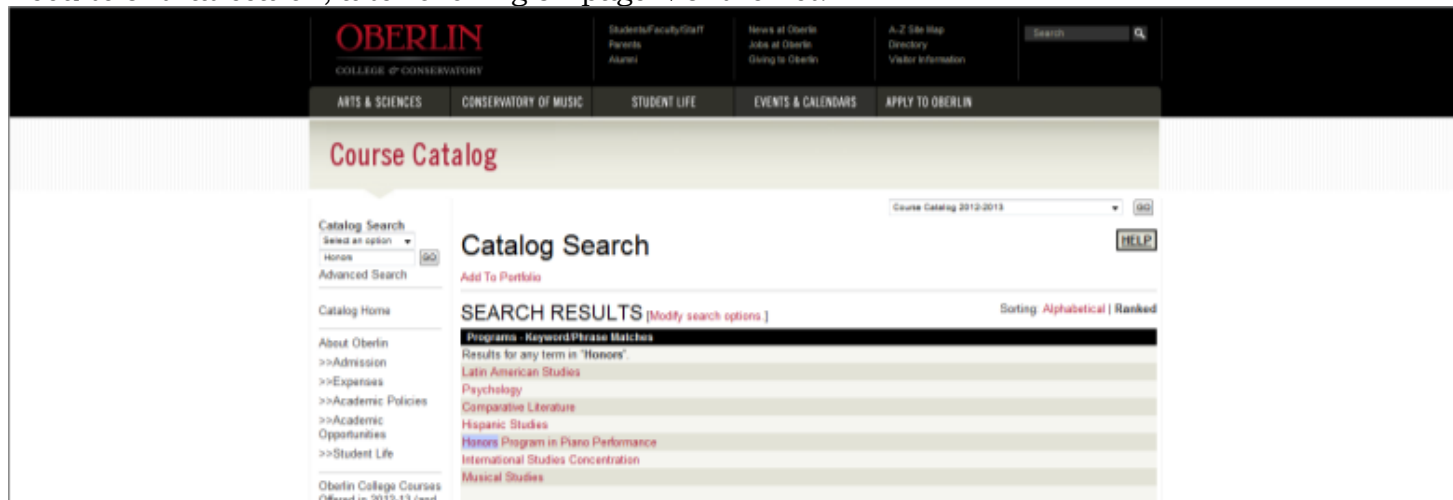 OBERLIN
COLLEGE & CONSERVATORY
Students/Faculty/Staff
Parents
Alumni
News at Oberlin
Jobs at Oberlin
Giving to Oberlin
A-Z Site Map
Directory
Visitor Information
Search
ARTS & SCIENCES CONSERVATORY OF MUSIC STUDENT LIFE EVENTS & CALENDARS APPLY TO OBERLIN
Course Catalog
Course Catalog 2012-2013 GO
Catalog Search
Select an option
Honors GO
Advanced Search
Catalog Home
About Oberlin
>>Admission
>>Expenses
>>Academic Policies
>>Academic
Opportunities
>>Student Life
Oberlin College Courses
Offered in 2012-13 (and
Catalog Search
HELP
Add To Portfolio
SEARCH RESULTS [Modify search options ]
Sorting: Alphabetical | Ranked
Programs - Keyword/Phrase Matches
Results for any term in "Honors".
Latin American Studies
Psychology
Comparative Literature
Hispanic Studies
Honors Program in Piano Performance
International Studies Concentration
Musical Studies